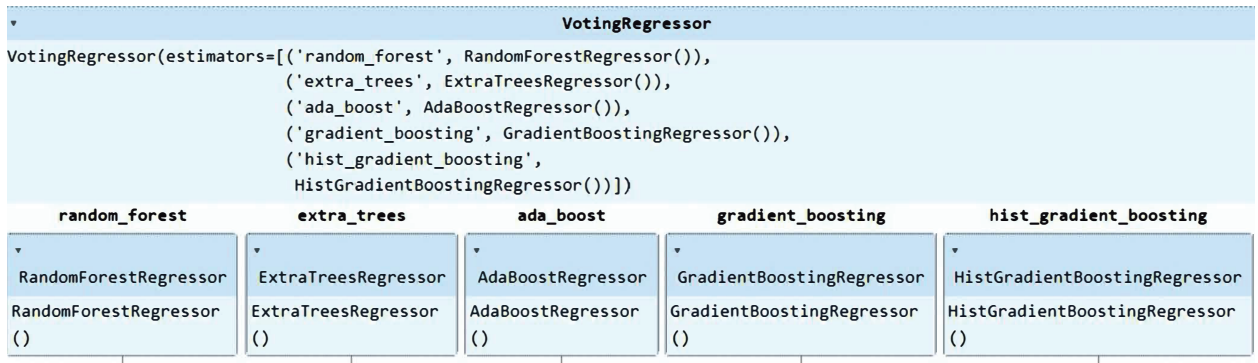 VotingRegressor
VotingRegressor(estimators=[('random_forest', RandomForestRegressor()),
('extra_trees', ExtraTreesRegressor()),
('ada_boost', AdaBoostRegressor()),
('gradient_boosting', GradientBoostingRegressor()),
('hist_gradient_boosting',
HistGradientBoostingRegressor())])
random_forest extra_trees ada_boost gradient_boosting hist_gradient_boosting
RandomForestRegressor ExtraTreesRegressor AdaBoostRegressor GradientBoostingRegressor HistGradientBoostingRegressor
RandomForestRegressor ExtraTreesRegressor AdaBoostRegressor GradientBoostingRegressor HistGradientBoostingRegressor
() () () () ()